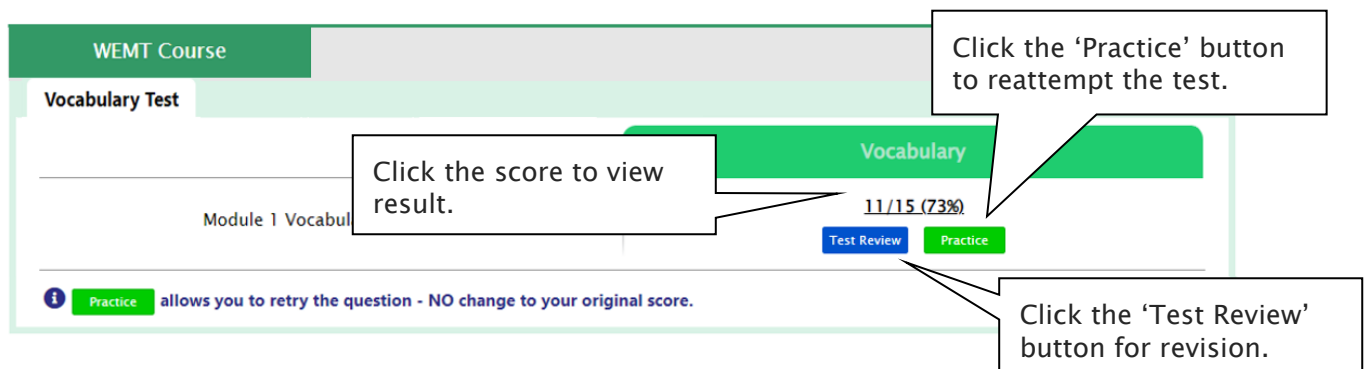 WEMT Course
Click the ‘Practice’ button
to reattempt the test.
Vocabulary Test
Vocabulary
Click the score to view
result.
Module 1
11/15 (73%)
Test Review Practice
Practice allows you to retry the question - NO change to your original score.
Click the ‘Test Review’
button for revision.